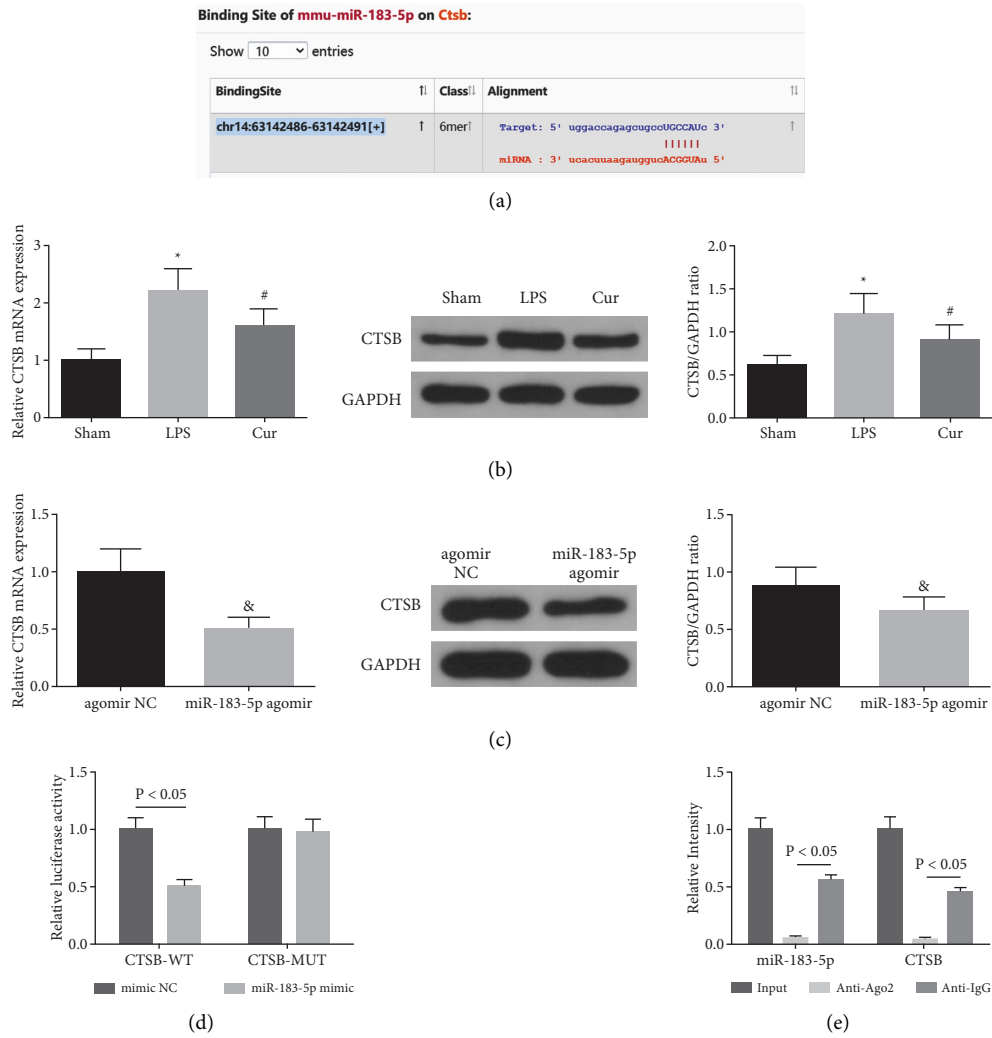 Binding Site of mmu-miR-183-5p on Ctsb:
Show 10 entries
BindingSite Class Alignment
chr14:63142486-63142491[+] 6mer Target: 5' uggaccagagcugccUGCCAUc 3'
||||||
miRNA : 3' ucacuuaagauggucACGGUAu 5'
(a)
Relative CTSB mRNA expression
3
2
1
0
*
#
Sham LPS Cur
Sham LPS Cur
CTSB
GAPDH
CTSB/GAPDH ratio
2.0
1.5
1.0
0.5
0.0
*
#
Sham LPS Cur
(b)
Relative CTSB mRNA expression
1.5
1.0
0.5
0.0
&
agomir NC miR-183-5p agomir
agomir
NC
miR-183-5p
agomir
CTSB
GAPDH
CTSB/GAPDH ratio
1.5
1.0
0.5
0.0
&
agomir NC miR-183-5p agomir
(c)
Relative luciferase activity
1.5
1.0
0.5
0.0
P < 0.05
CTSB-WT CTSB-MUT
mimic NC miR-183-5p mimic
(d)
Relative Intensity
1.5
1.0
0.5
0.0
P < 0.05
P < 0.05
miR-183-5p CTSB
Input Anti-Ago2 Anti-IgG
(e)